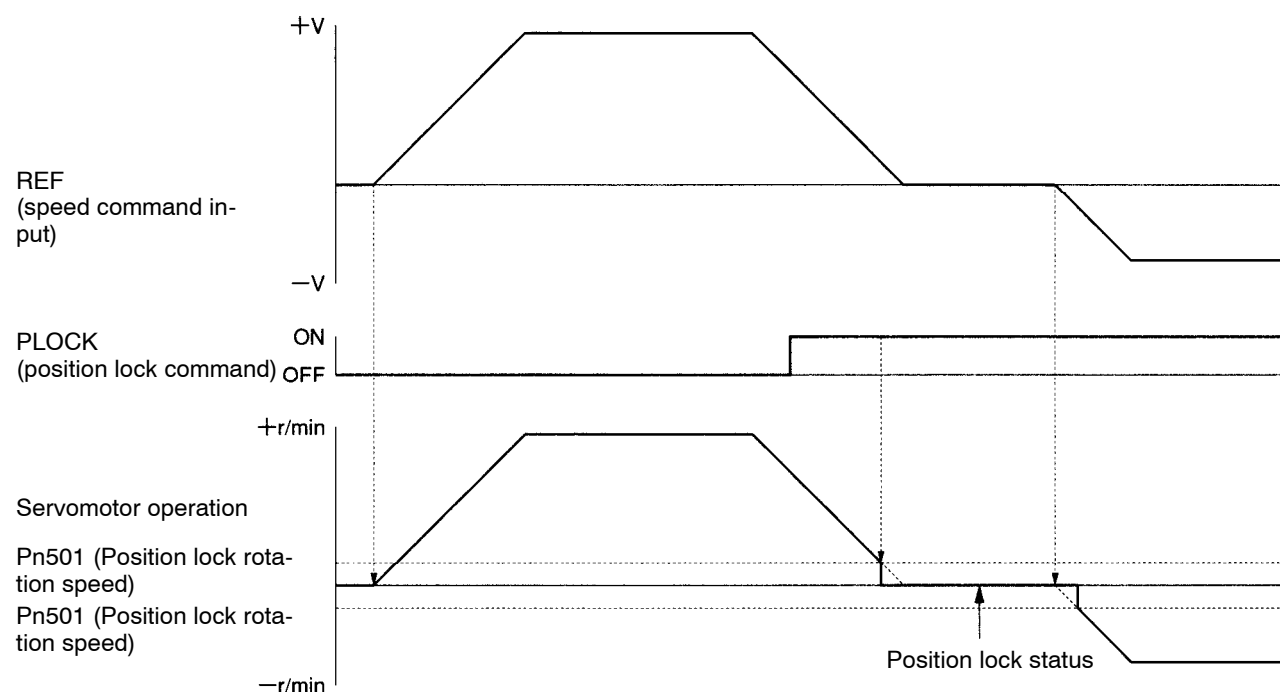 +V
REF
(speed command in-
put)
−V
PLOCK
(position lock command)
ON
OFF
+r/min
Servomotor operation
Pn501 (Position lock rota-
tion speed)
Pn501 (Position lock rota-
tion speed)
Position lock status
−r/min